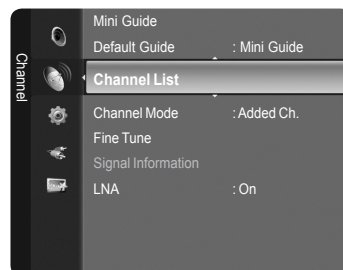 Channel
Mini Guide
Default Guide : Mini Guide
Channel List
Channel Mode : Added Ch.
Fine Tune
Signal Information
LNA : On